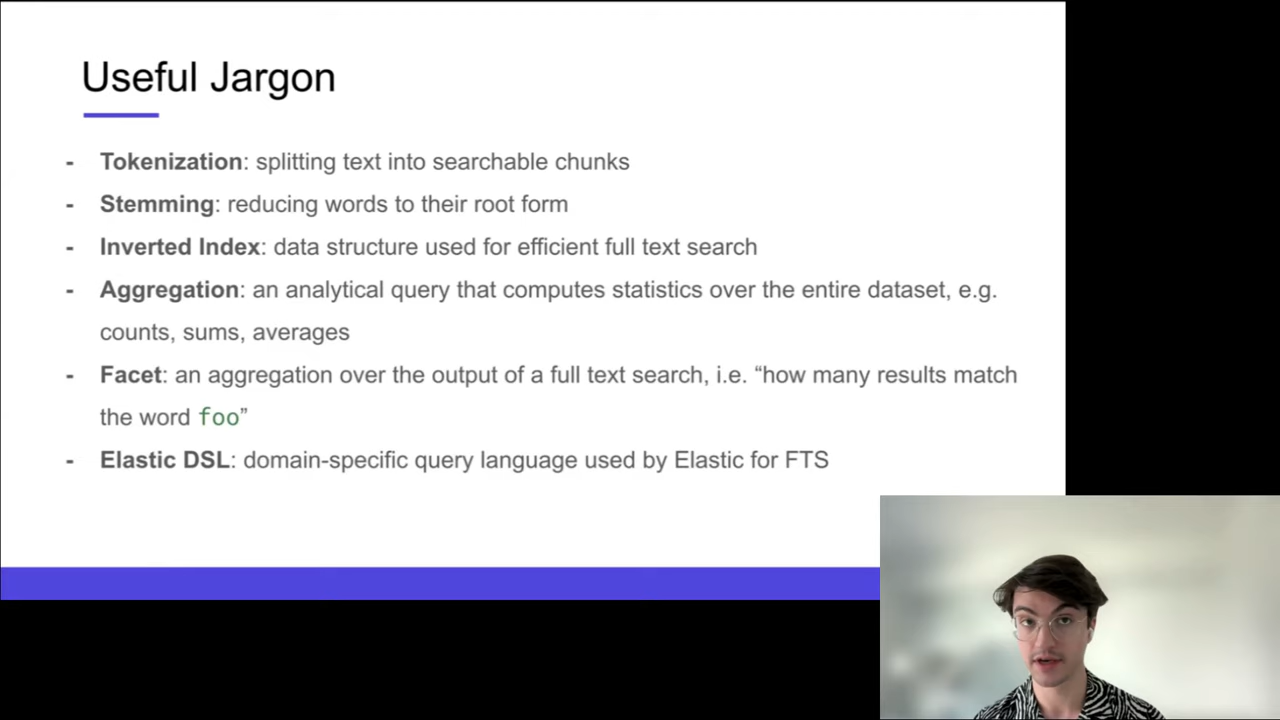 Useful Jargon
- Tokenization: splitting text into searchable chunks
- Stemming: reducing words to their root form
- Inverted Index: data structure used for efficient full text search
- Aggregation: an analytical query that computes statistics over the entire dataset, e.g.
counts, sums, averages
- Facet: an aggregation over the output of a full text search, i.e. “how many results match
the word foo”
- Elastic DSL: domain-specific query language used by Elastic for FTS